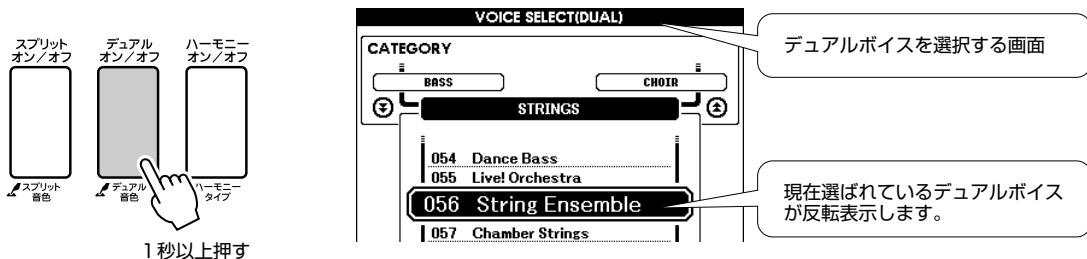 スプリット
オン／オフ
デュアル
オン／オフ
ハーモニー
オン／オフ
スプリット
音色
デュアル
音色
ハーモニー
タイプ
1秒以上押す
VOICE SELECT(DUAL)
CATEGORY
BASS
CHOIR
STRINGS
054 Dance Bass
055 Live! Orchestra
056 String Ensemble
057 Chamber Strings
デュアルボイスを選択する画面
現在選ばれているデュアルボイス
が反転表示します。